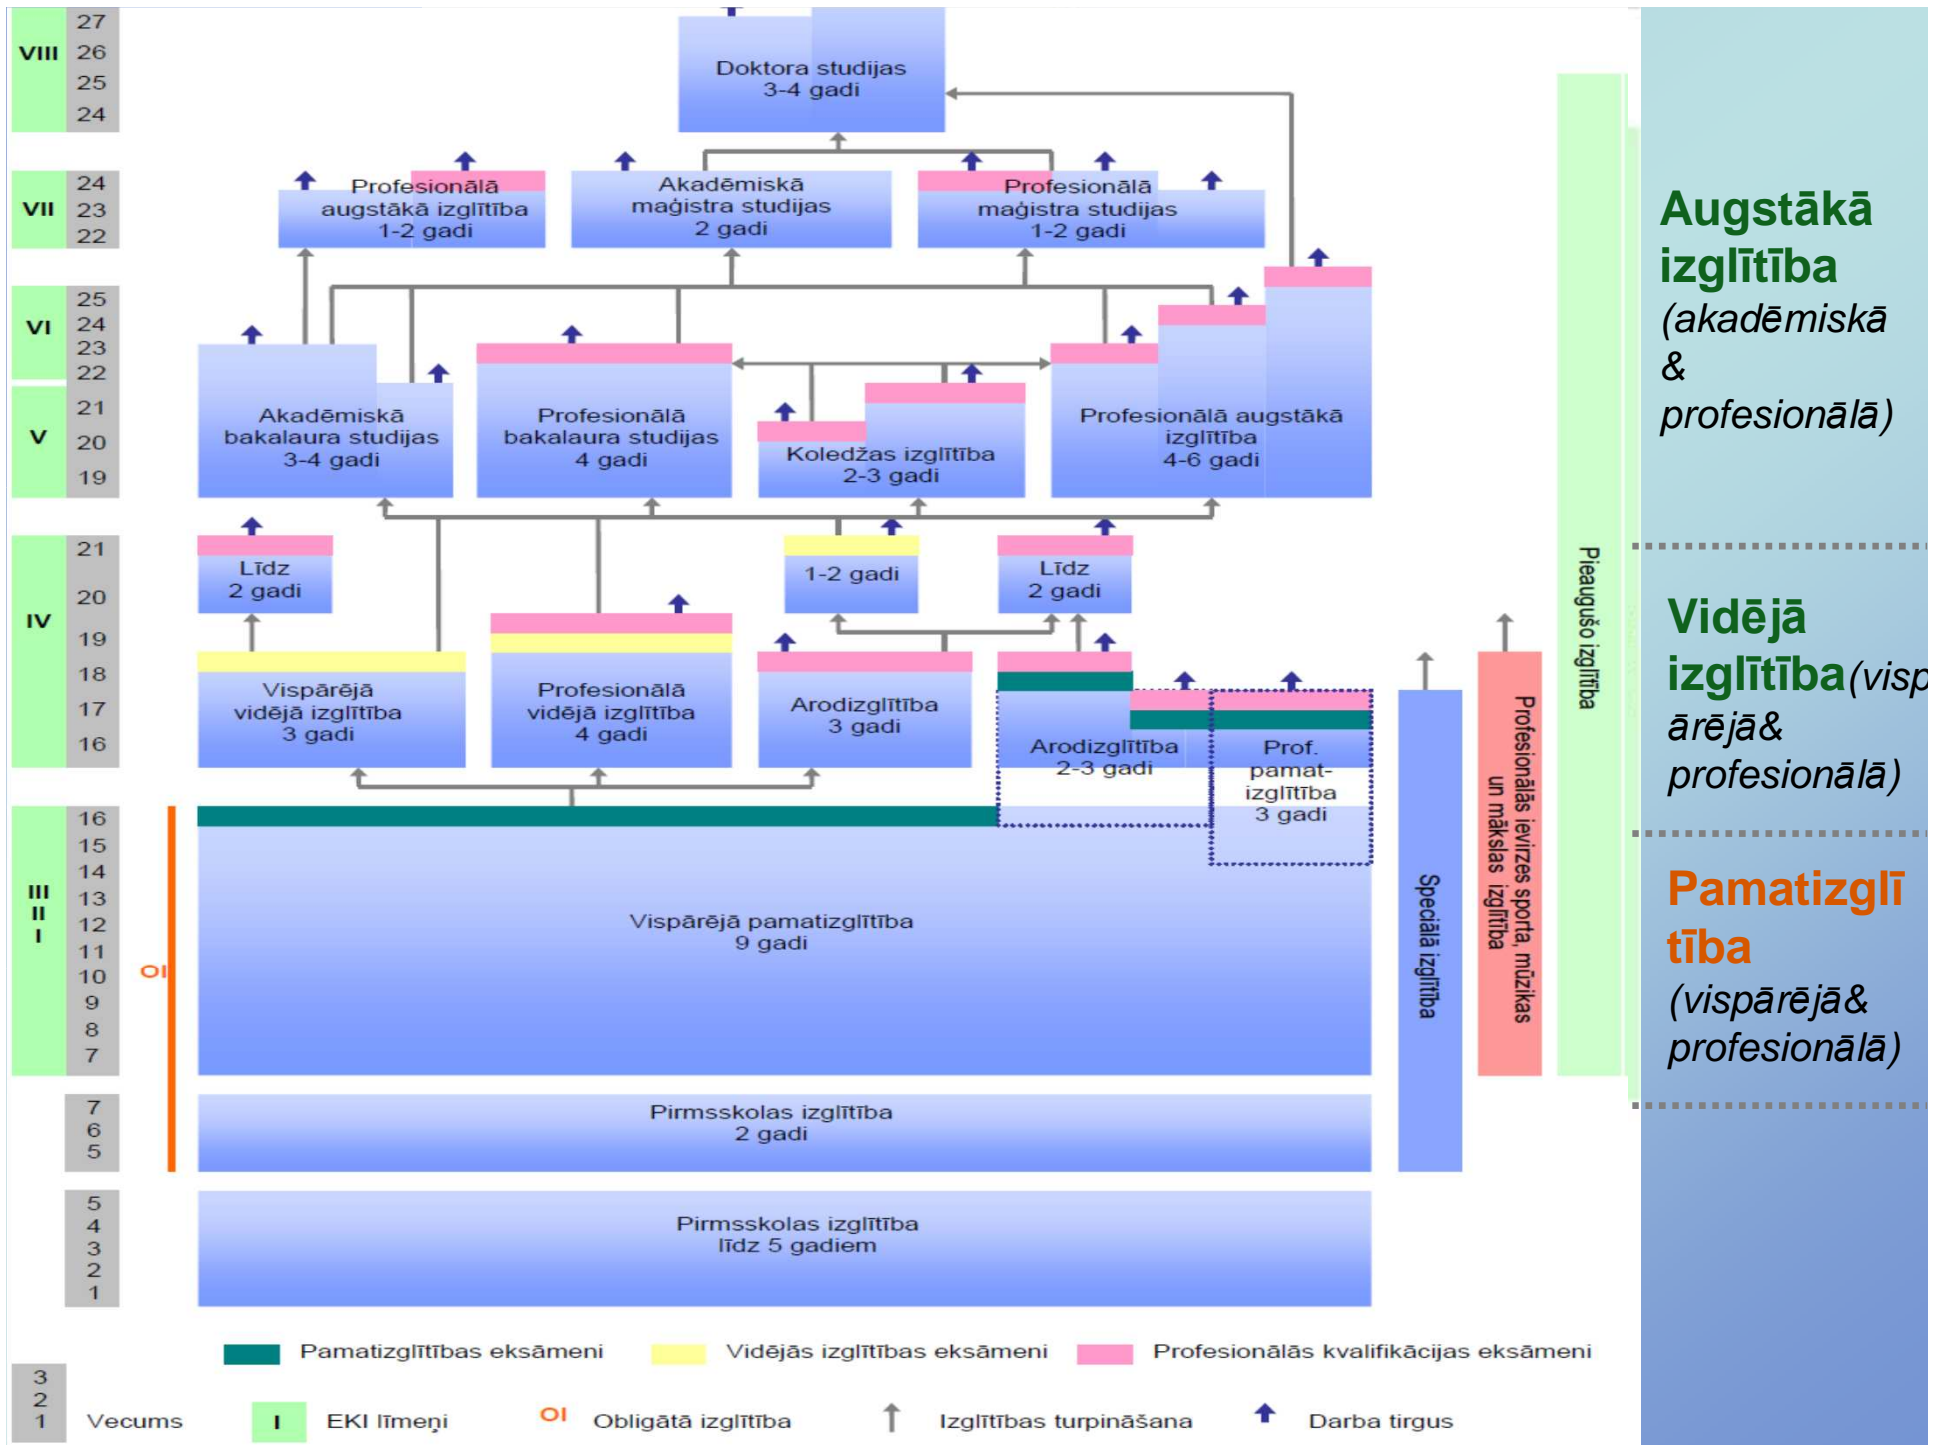 VIII
27
26
25
24
Doktora studijas
3-4 gadi
VII
24
23
22
Profesionālā
augstākā izglītība
1-2 gadi
Akadēmiskā
maģistra studijas
2 gadi
Profesionālā
maģistra studijas
1-2 gadi
VI
25
24
23
22
V
21
20
19
Akadēmiskā
bakalaura studijas
3-4 gadi
Profesionālā
bakalaura studijas
4 gadi
Koledžas izglītība
2-3 gadi
Profesionālā augstākā
izglītība
4-6 gadi
IV
21
20
19
18
17
16
Līdz
2 gadi
1-2 gadi
Līdz
2 gadi
Vispārējā
vidējā izglītība
3 gadi
Profesionālā
vidējā izglītība
4 gadi
Arodizglītība
3 gadi
Arodizglītība
2-3 gadi
Prof.
pamat-
izglītība
3 gadi
III
II
I
16
15
14
13
12
11
10
9
8
7
OI
Vispārējā pamatizglītība
9 gadi
7
6
5
Pirmsskolas izglītība
2 gadi
5
4
3
2
1
Pirmsskolas izglītība
līdz 5 gadiem
Speciālā izglītība
Profesionālās ievirzes sporta, mūzikas
un mākslas izglītība
Pieaugušo izglītība
Augstākā
izglītība
(akadēmiskā
&
profesionālā)
Vidējā
izglītība(visp
ārējā&
profesionālā)
Pamatizglī
tība
(vispārējā&
profesionālā)
Pamatizglītības eksāmeni
Vidējās izglītības eksāmeni
Profesionālās kvalifikācijas eksāmeni
3
2
1
Vecums
I
EKI līmeņi
OI
Obligātā izglītība
Izglītības turpināšana
Darba tirgus